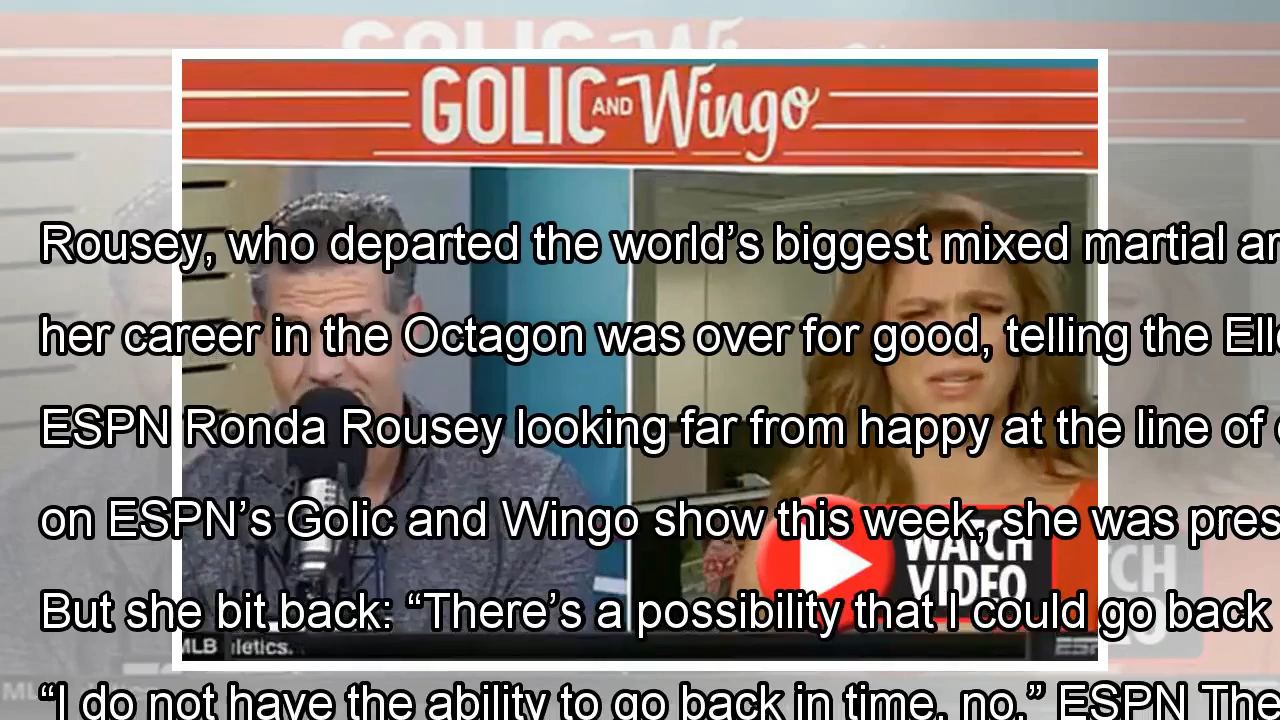 GOLIC AND Wingo
Rousey, who departed the world’s biggest mixed martial
her career in the Octagon was over for good, telling the
ESPN Ronda Rousey looking far from happy at the line of
on ESPN’s Golic and Wingo show this week, she was
But she bit back: “There’s a possibility that I could go back
“I do not have the ability to go back in time, no.” ESPN The
WATCH
VIDEO
MLB letics.